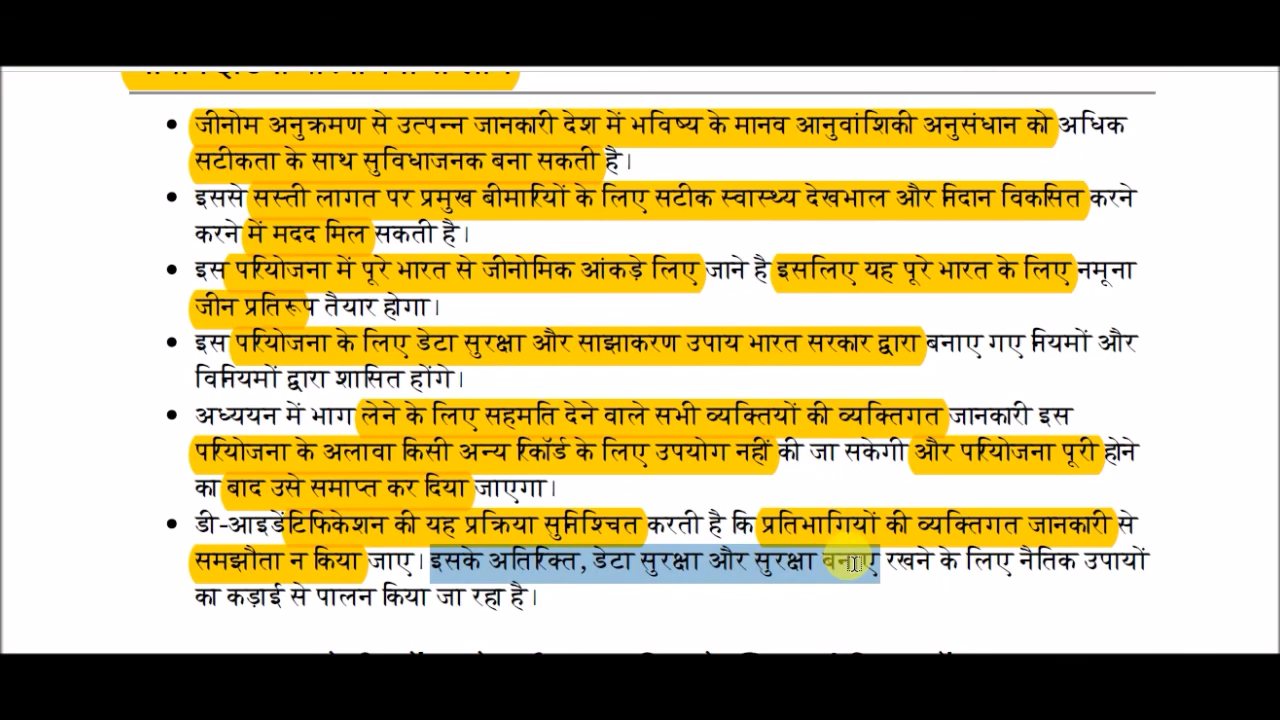 जीनोम अनुक्रमण से उत्पन्न जानकारी देश में भविष्य के मानव आनुवांशिकी अनुसंधान को अधिक
सटीकता के साथ सुविधाजनक बना सकती है।
इससे सस्ती लागत पर प्रमुख बीमारियों के लिए सटीक स्वास्थ्य देखभाल और निदान विकसित करने
करने में मदद मिल सकती है।
इस परियोजना में पूरे भारत से जीनोमिक आंकड़े लिए जाने है इसलिए यह पूरे भारत के लिए नमूना
जीन प्रतिरूप तैयार होगा।
इस परियोजना के लिए डेटा सुरक्षा और साझाकरण उपाय भारत सरकार द्वारा बनाए गए नियमों और
विनियमों द्वारा शासित होंगे।
अध्ययन में भाग लेने के लिए सहमति देने वाले सभी व्यक्तियों की व्यक्तिगत जानकारी इस
परियोजना के अलावा किसी अन्य रिकॉर्ड के लिए उपयोग नहीं की जा सकेगी और परियोजना पूरी होने
का बाद उसे समाप्त कर दिया जाएगा।
डी-आइडेंटिफिकेशन की यह प्रक्रिया सुनिश्चित करती है कि प्रतिभागियों की व्यक्तिगत जानकारी से
समझौता न किया जाए। इसके अतिरिक्त, डेटा सुरक्षा और सुरक्षा बनाए रखने के लिए नैतिक उपायों
का कड़ाई से पालन किया जा रहा है।